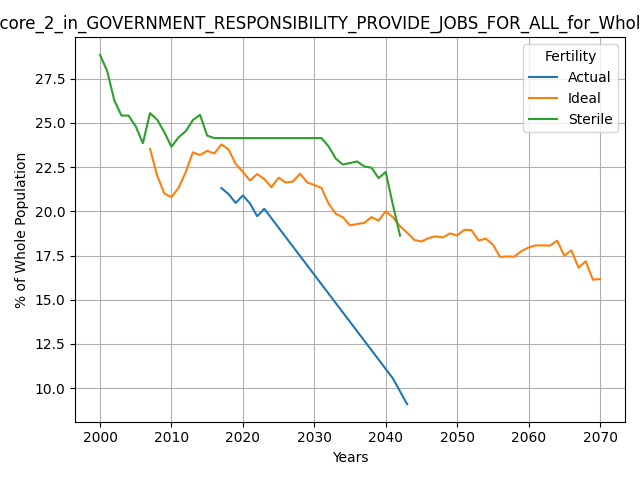 core_2_in_GOVERNMENT_RESPONSIBILITY_PROVIDE_JOBS_FOR_ALL_for_Whol
Fertility
Actual
Ideal
Sterile
% of Whole Population
27.5
25.0
22.5
20.0
17.5
15.0
12.5
10.0
2000 2010 2020 2030 2040 2050 2060 2070
Years